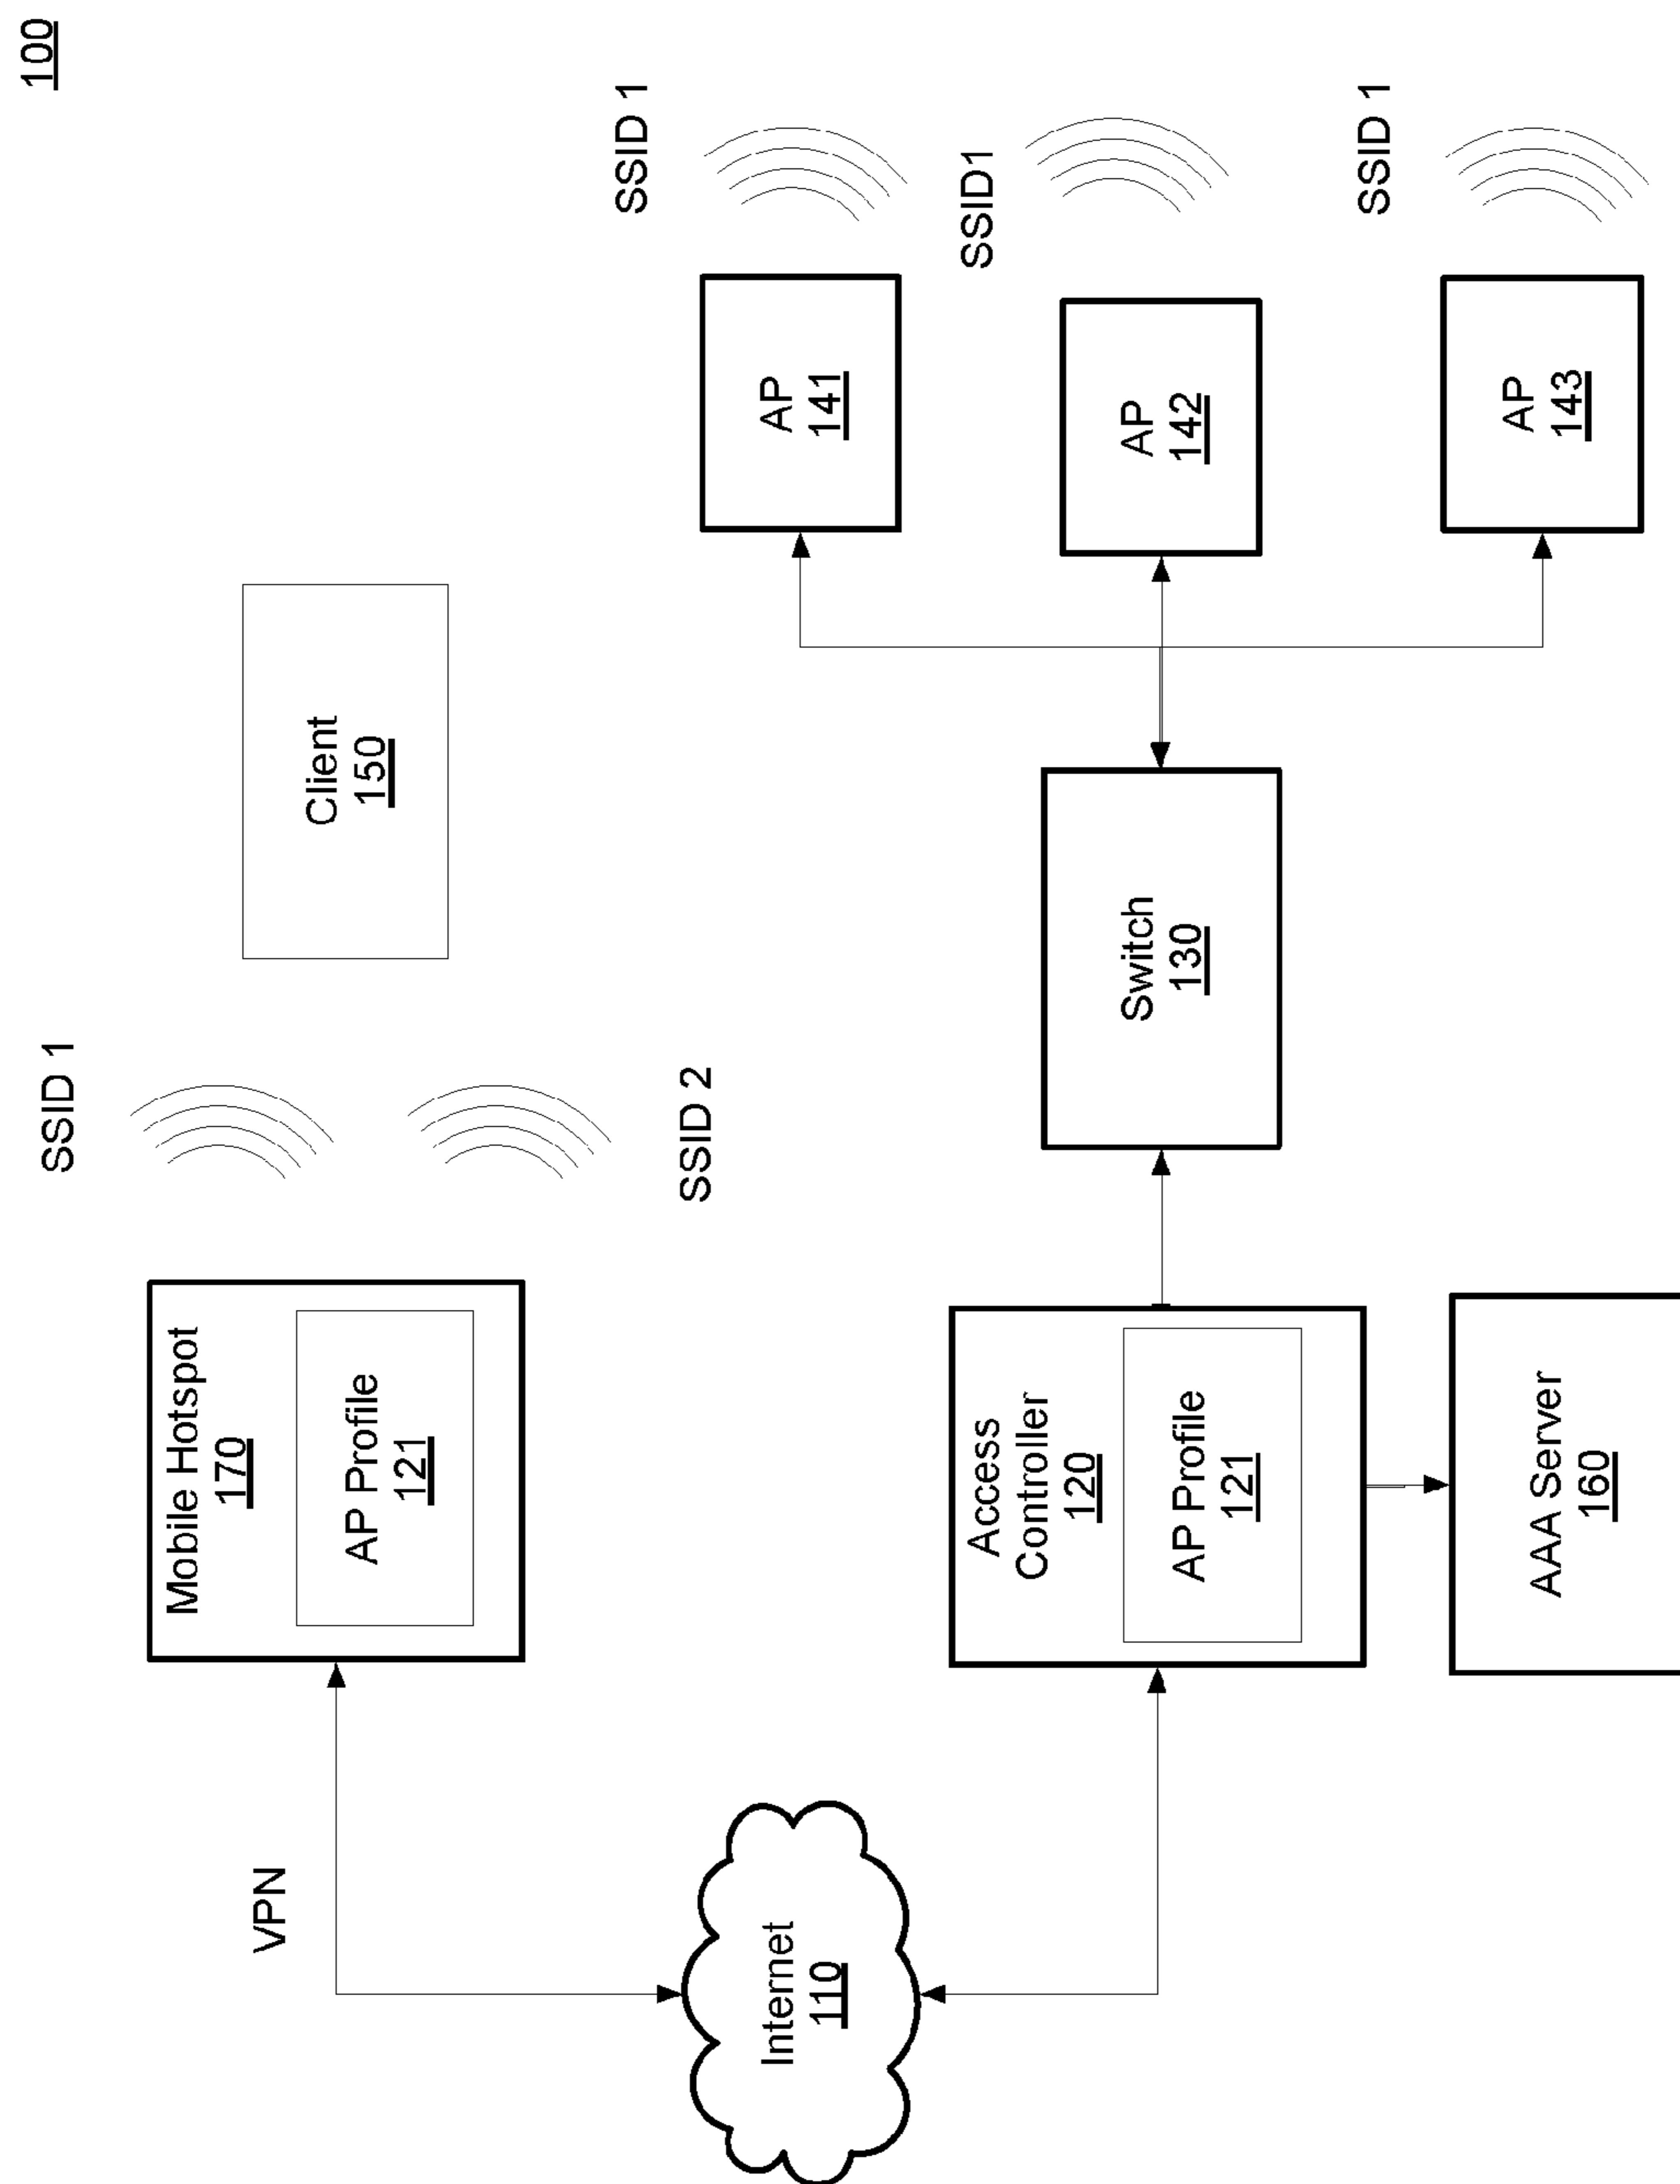 100
SSID 1
Mobile Hotspot
170
AP Profile
121
Client
150
VPN
SSID 2
SSID 1
Internet
110
AP
141
SSID1
Access
Controller
120
AP Profile
121
Switch
130
AP
142
SSID 1
AAA Server
160
AP
143